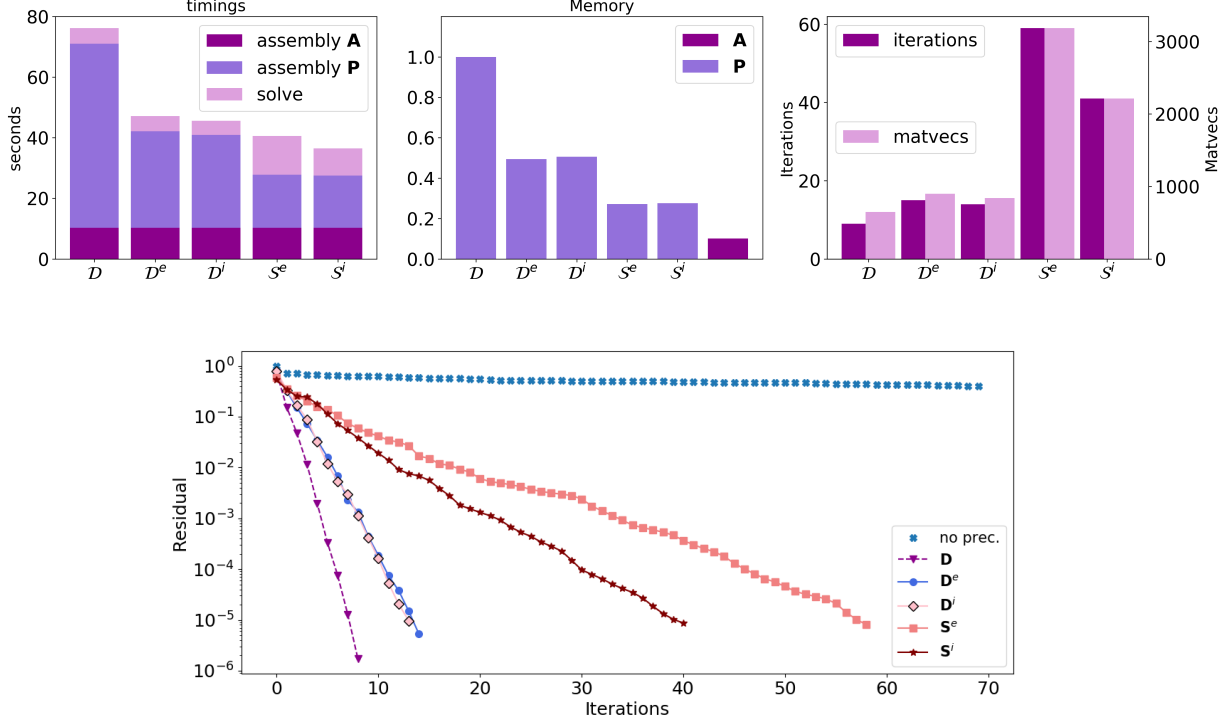 timings
80
60
40
20
0
seconds
assembly A
assembly P
solve
𝒟
𝒟ᵉ
𝒟ⁱ
𝒮ᵉ
𝒮ⁱ
Memory
1.0
0.8
0.6
0.4
0.2
0.0
A
P
𝒟
𝒟ᵉ
𝒟ⁱ
𝒮ᵉ
𝒮ⁱ
60
40
20
0
Iterations
iterations
matvecs
3000
2000
1000
0
Matvecs
𝒟
𝒟ᵉ
𝒟ⁱ
𝒮ᵉ
𝒮ⁱ
10⁰
10⁻¹
10⁻²
10⁻³
10⁻⁴
10⁻⁵
10⁻⁶
Residual
no prec.
D
Dᵉ
Dⁱ
Sᵉ
Sⁱ
0 10 20 30 40 50 60 70
Iterations